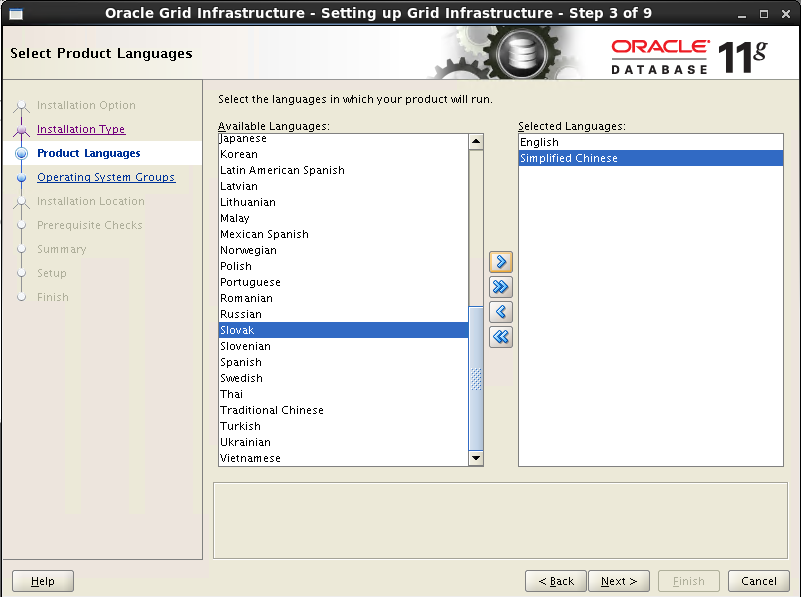 Oracle Grid Infrastructure - Setting up Grid Infrastructure - Step 3 of 9
Select Product Languages
ORACLE
DATABASE
11g
Installation Option
Installation Type
Product Languages
Operating System Groups
Installation Location
Prerequisite Checks
Summary
Setup
Finish
Select the languages in which your product will run.
Available Languages:
Japanese
Korean
Latin American Spanish
Latvian
Lithuanian
Malay
Mexican Spanish
Norwegian
Polish
Portuguese
Romanian
Russian
Slovak
Slovenian
Spanish
Swedish
Thai
Traditional Chinese
Turkish
Ukrainian
Vietnamese
Selected Languages:
English
Simplified Chinese
Help
< Back
Next >
Finish
Cancel